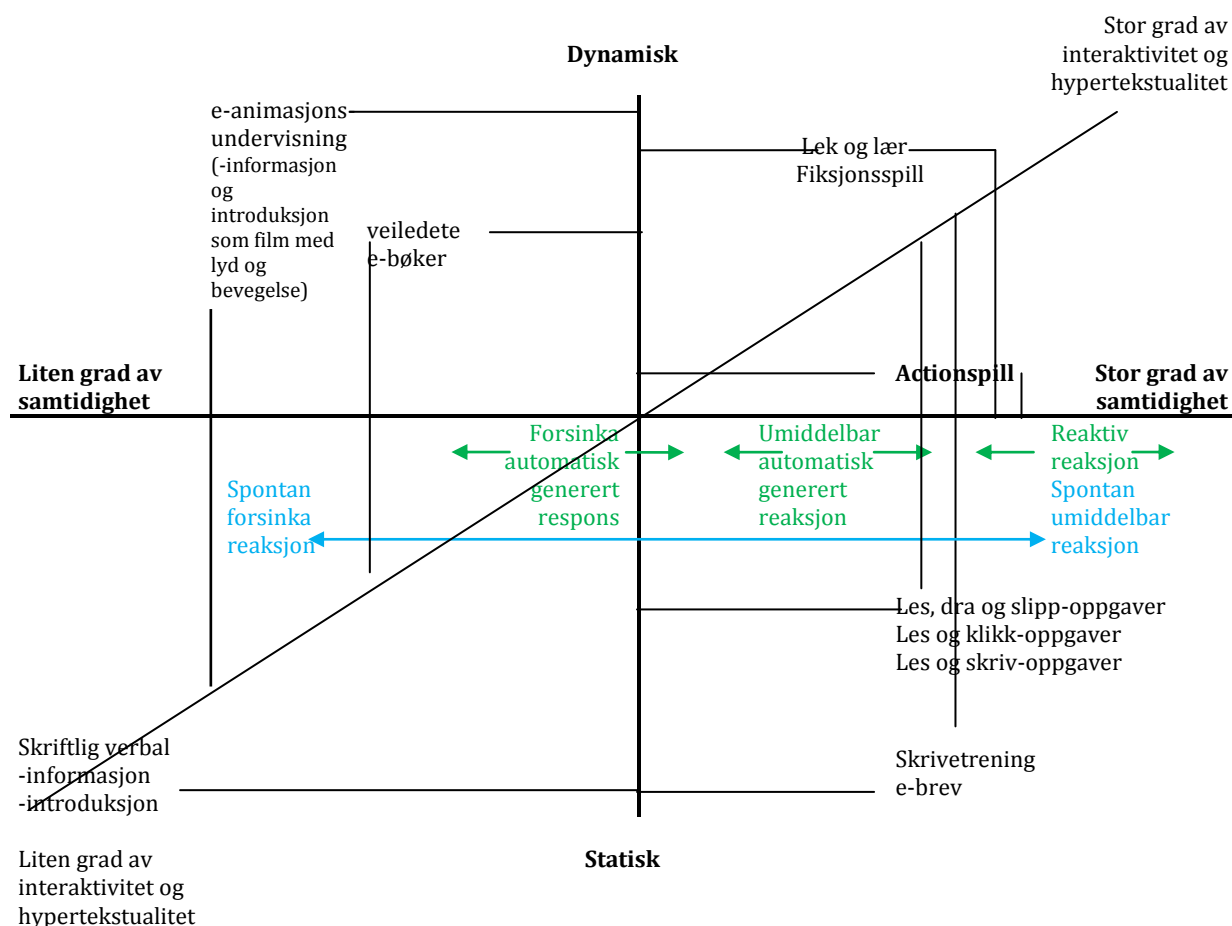 Stor grad av
interaktivitet og
hypertekstualitet
Dynamisk
e-animasjons
undervisning
(-informasjon
og
introduksjon
som film med
lyd og
bevegelse)
Lek og lær
Fiksjonsspill
veiledete
e-bøker
Liten grad av
samtidighet
Actionspill
Stor grad av
samtidighet
Forsinka
automatisk
generert
respons
Umiddelbar
automatisk
generert
reaksjon
Reaktiv
reaksjon
Spontan
forsinka
reaksjon
Spontan
umiddelbar
reaksjon
Les, dra og slipp-oppgaver
Les og klikk-oppgaver
Les og skriv-oppgaver
Skriftlig verbal
-informasjon
-introduksjon
Skrivetrening
e-brev
Liten grad av
interaktivitet og
hypertekstualitet
Statisk